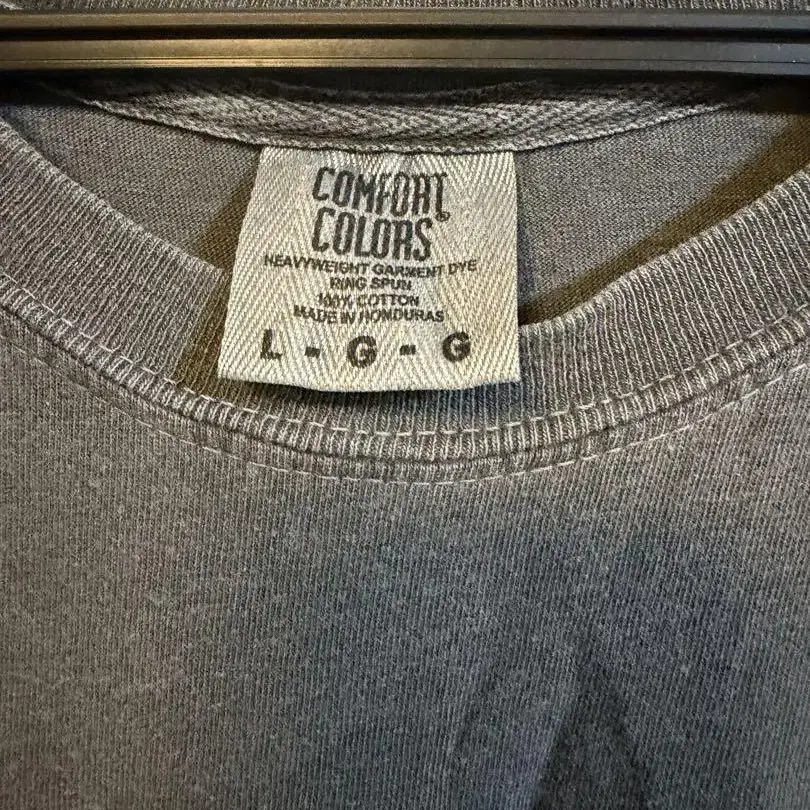 COMFORT
COLORS
HEAVYWEIGHT GARMENT DYE
RING SPUN
100% COTTON
MADE IN HONDURAS
L - G - G